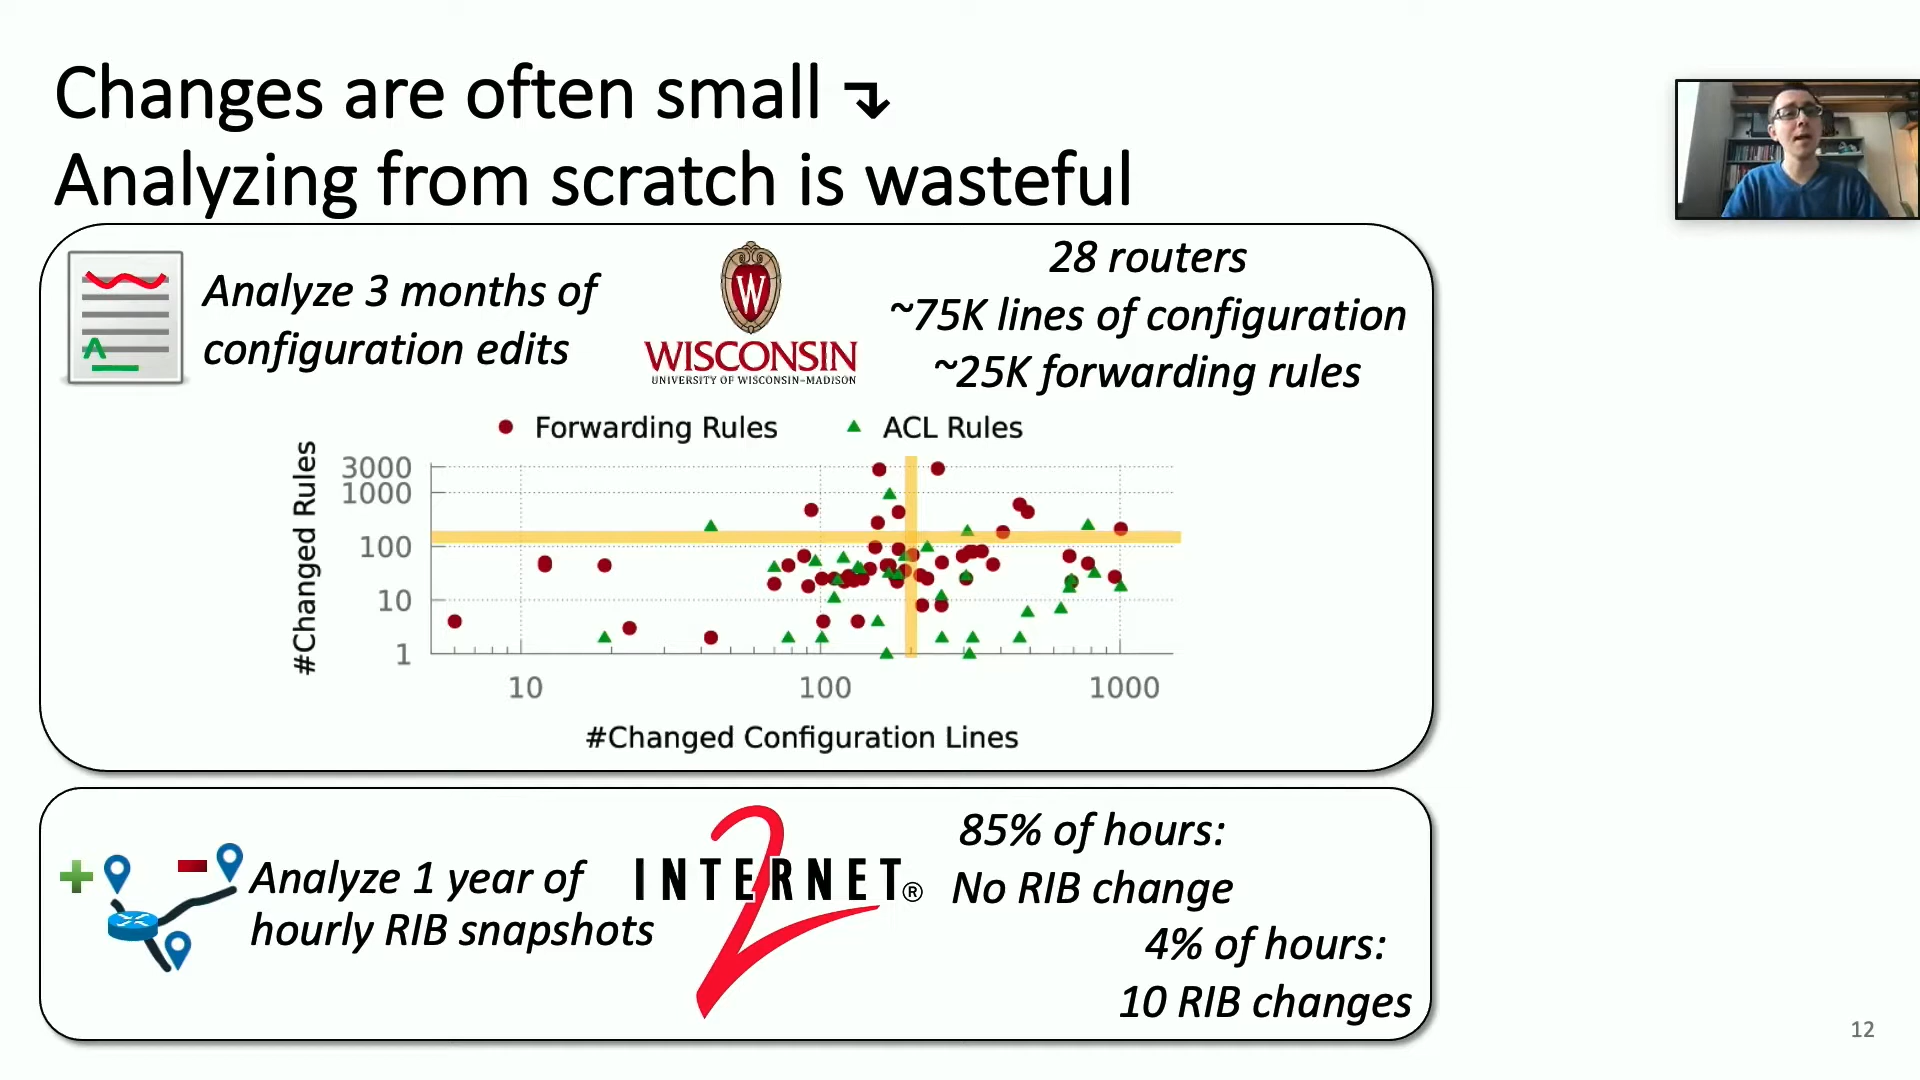 Changes are often small ↴
Analyzing from scratch is wasteful
A
Analyze 3 months of
configuration edits
W
WISCONSIN
UNIVERSITY OF WISCONSIN–MADISON
28 routers
~75K lines of configuration
~25K forwarding rules
Forwarding Rules
ACL Rules
#Changed Rules
3000
1000
100
10
1
10 100 1000
#Changed Configuration Lines
Analyze 1 year of
hourly RIB snapshots
INTERNET®
2
85% of hours:
No RIB change
4% of hours:
10 RIB changes
12